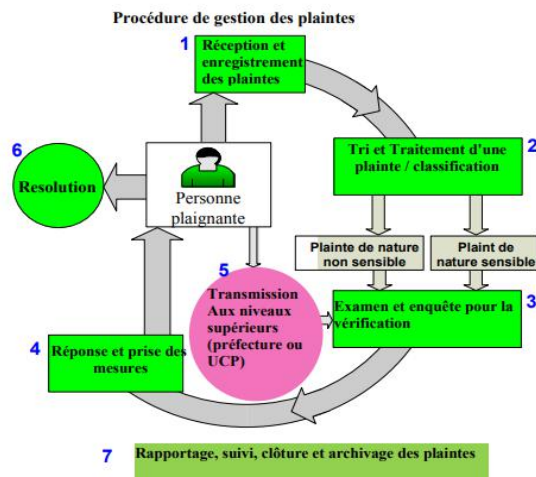 Procédure de gestion des plaintes
1
Réception et
enregistrement
des plaintes
2
Tri et Traitement d'une
plainte / classification
6
Resolution
Personne
plaignante
Plainte de nature
non sensible
Plaint de
nature sensible
5
Transmission
Aux niveaux
supérieurs
(préfecture ou
UCP)
3
Examen et enquête pour la
vérification
4
Réponse et prise des
mesures
7
Rapportage, suivi, clôture et archivage des plaintes